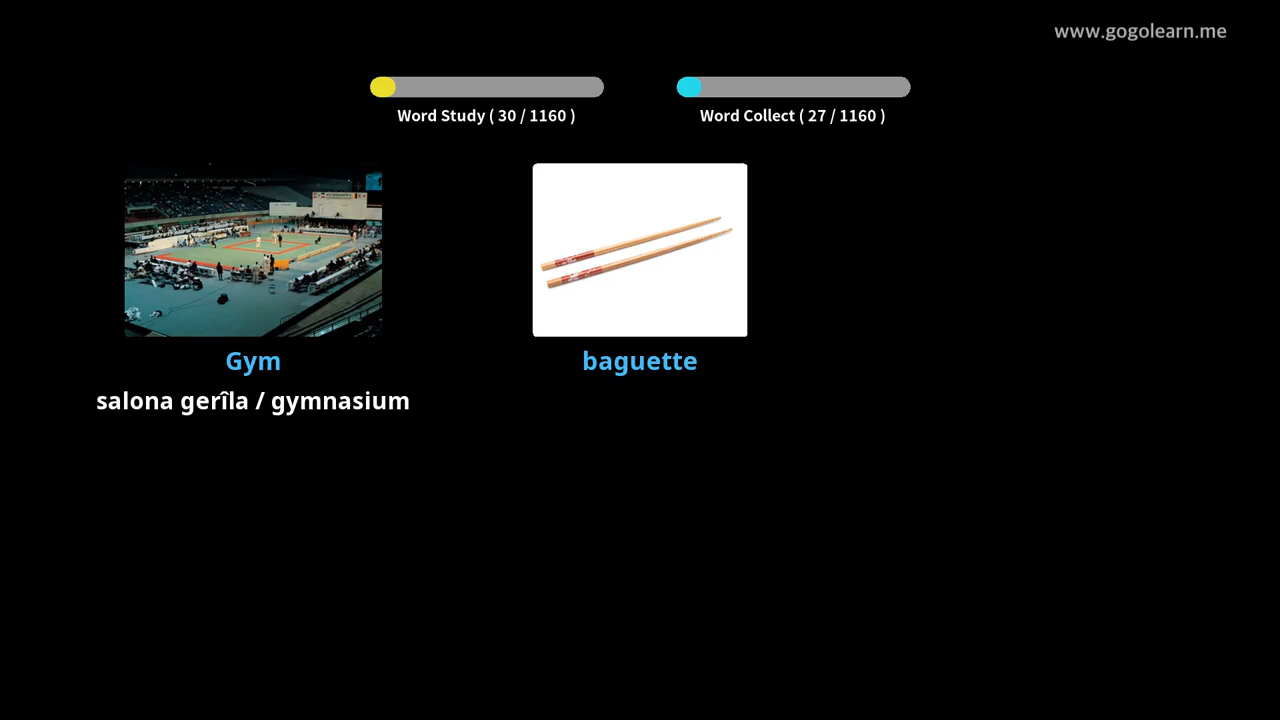 www.gogolearn.me
Word Study ( 30 / 1160 )
Word Collect ( 27 / 1160 )
Gym
baguette
salona gerîla / gymnasium